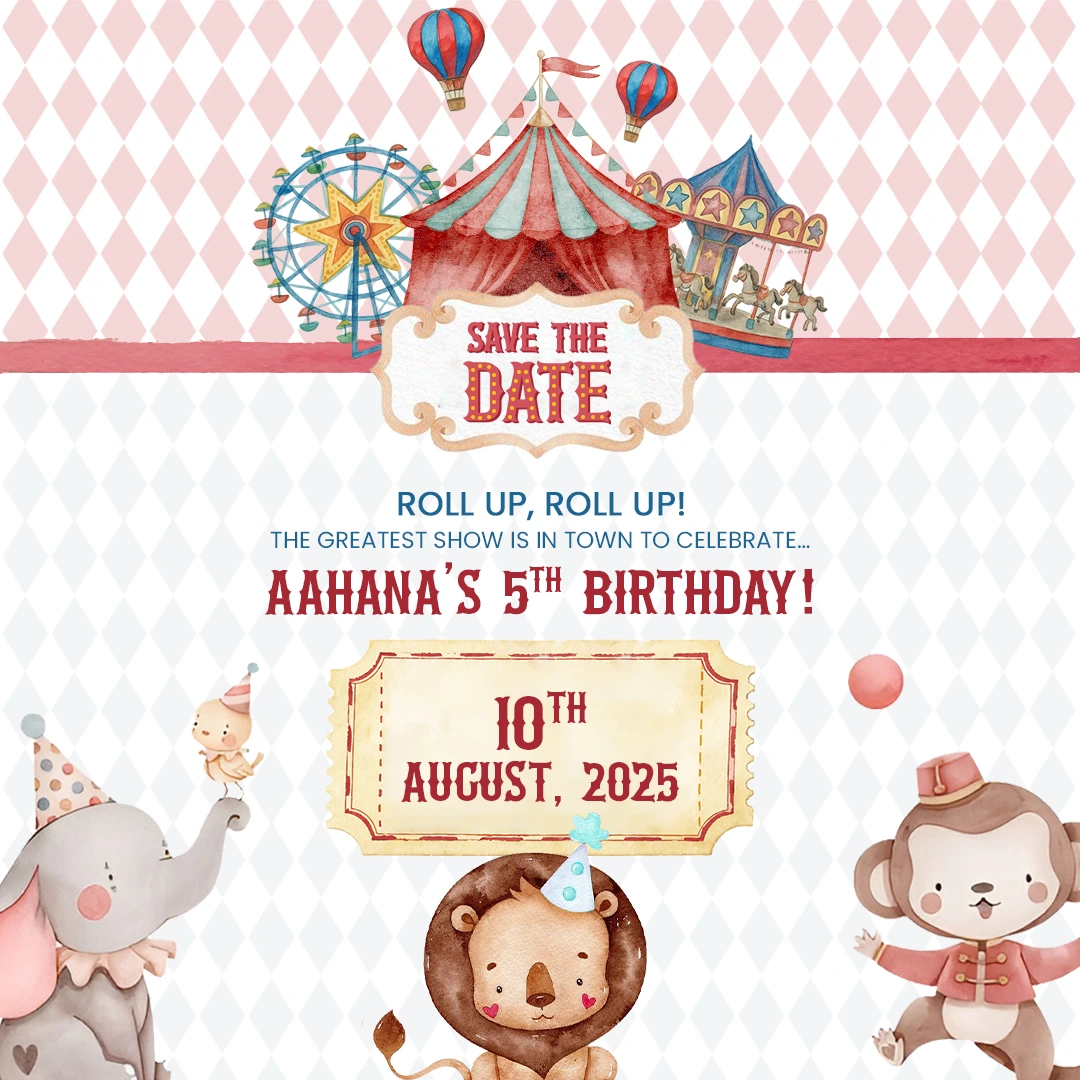 SAVE THE
DATE
ROLL UP, ROLL UP!
THE GREATEST SHOW IS IN TOWN TO CELEBRATE...
AAHANA'S 5TH BIRTHDAY!
10TH
AUGUST, 2025